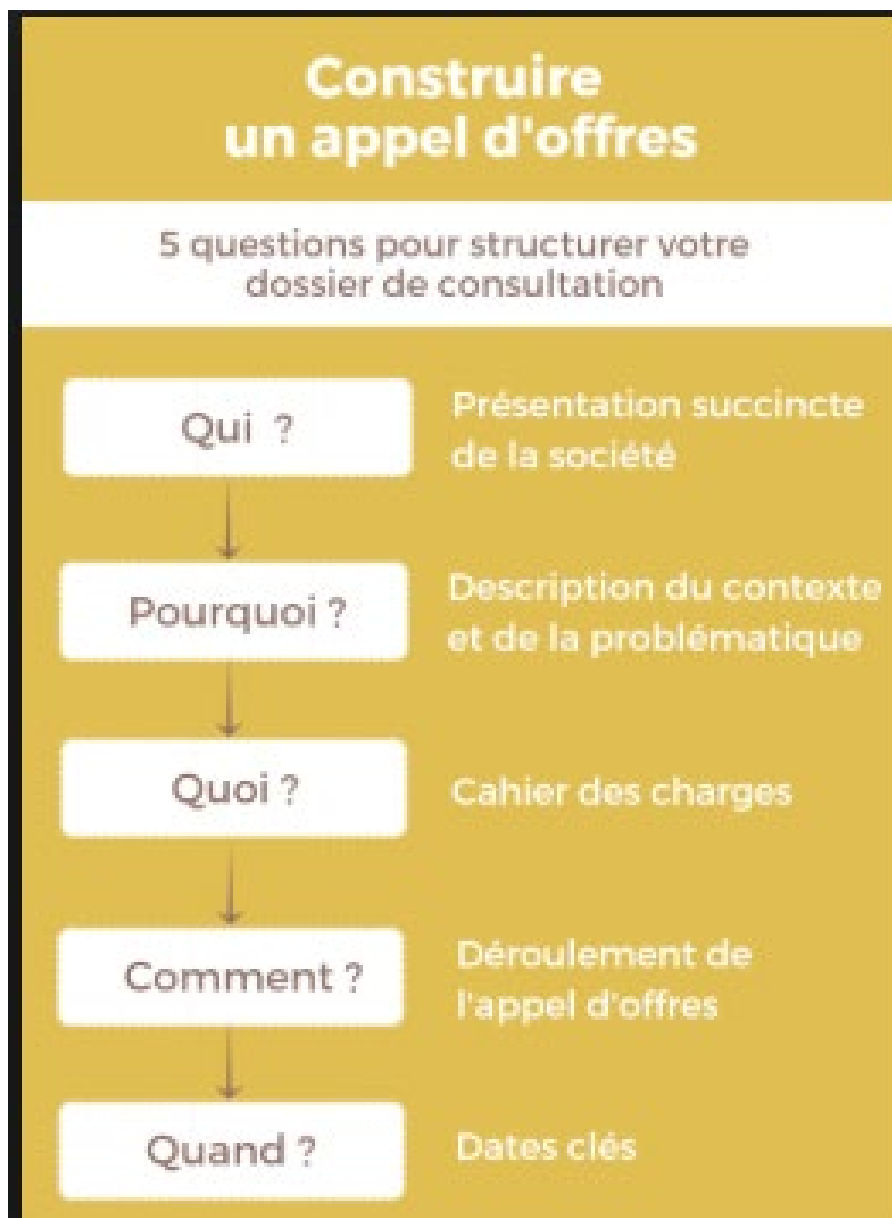 Construire
un appel d'offres
5 questions pour structurer votre
dossier de consultation
Qui ?
Présentation succincte
de la société
Pourquoi ?
Description du contexte
et de la problématique
Quoi ?
Cahier des charges
Comment ?
Déroulement de
l'appel d'offres
Quand ?
Dates clés